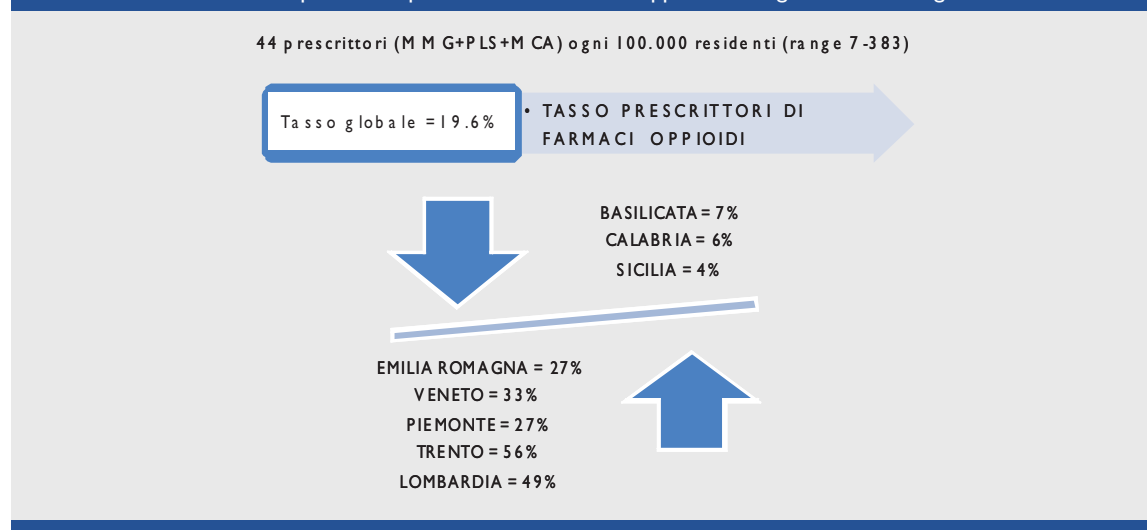 44 prescrittori (MMG+PLS+MCA) ogni 100.000 residenti (range 7-383)
Tasso globale =19.6%
• TASSO PRESCRITTORI DI
FARMACI OPPIOIDI
BASILICATA = 7%
CALABRIA = 6%
SICILIA = 4%
EMILIA ROMAGNA = 27%
VENETO = 33%
PIEMONTE = 27%
TRENTO = 56%
LOMBARDIA = 49%